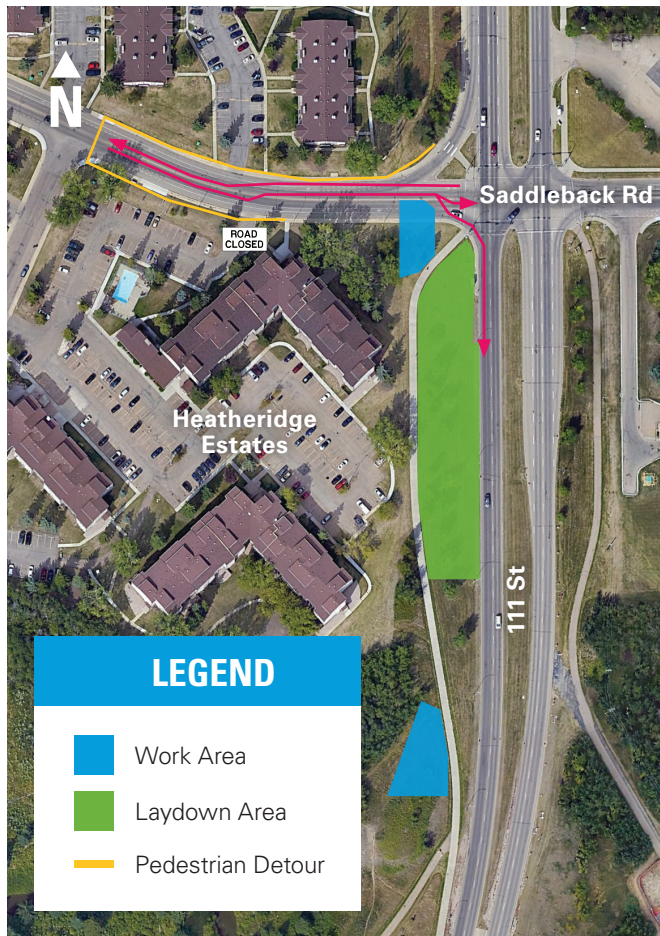 N
Saddleback Rd
ROAD
CLOSED
Heatheridge
Estates
111 St
LEGEND
Work Area
Laydown Area
Pedestrian Detour